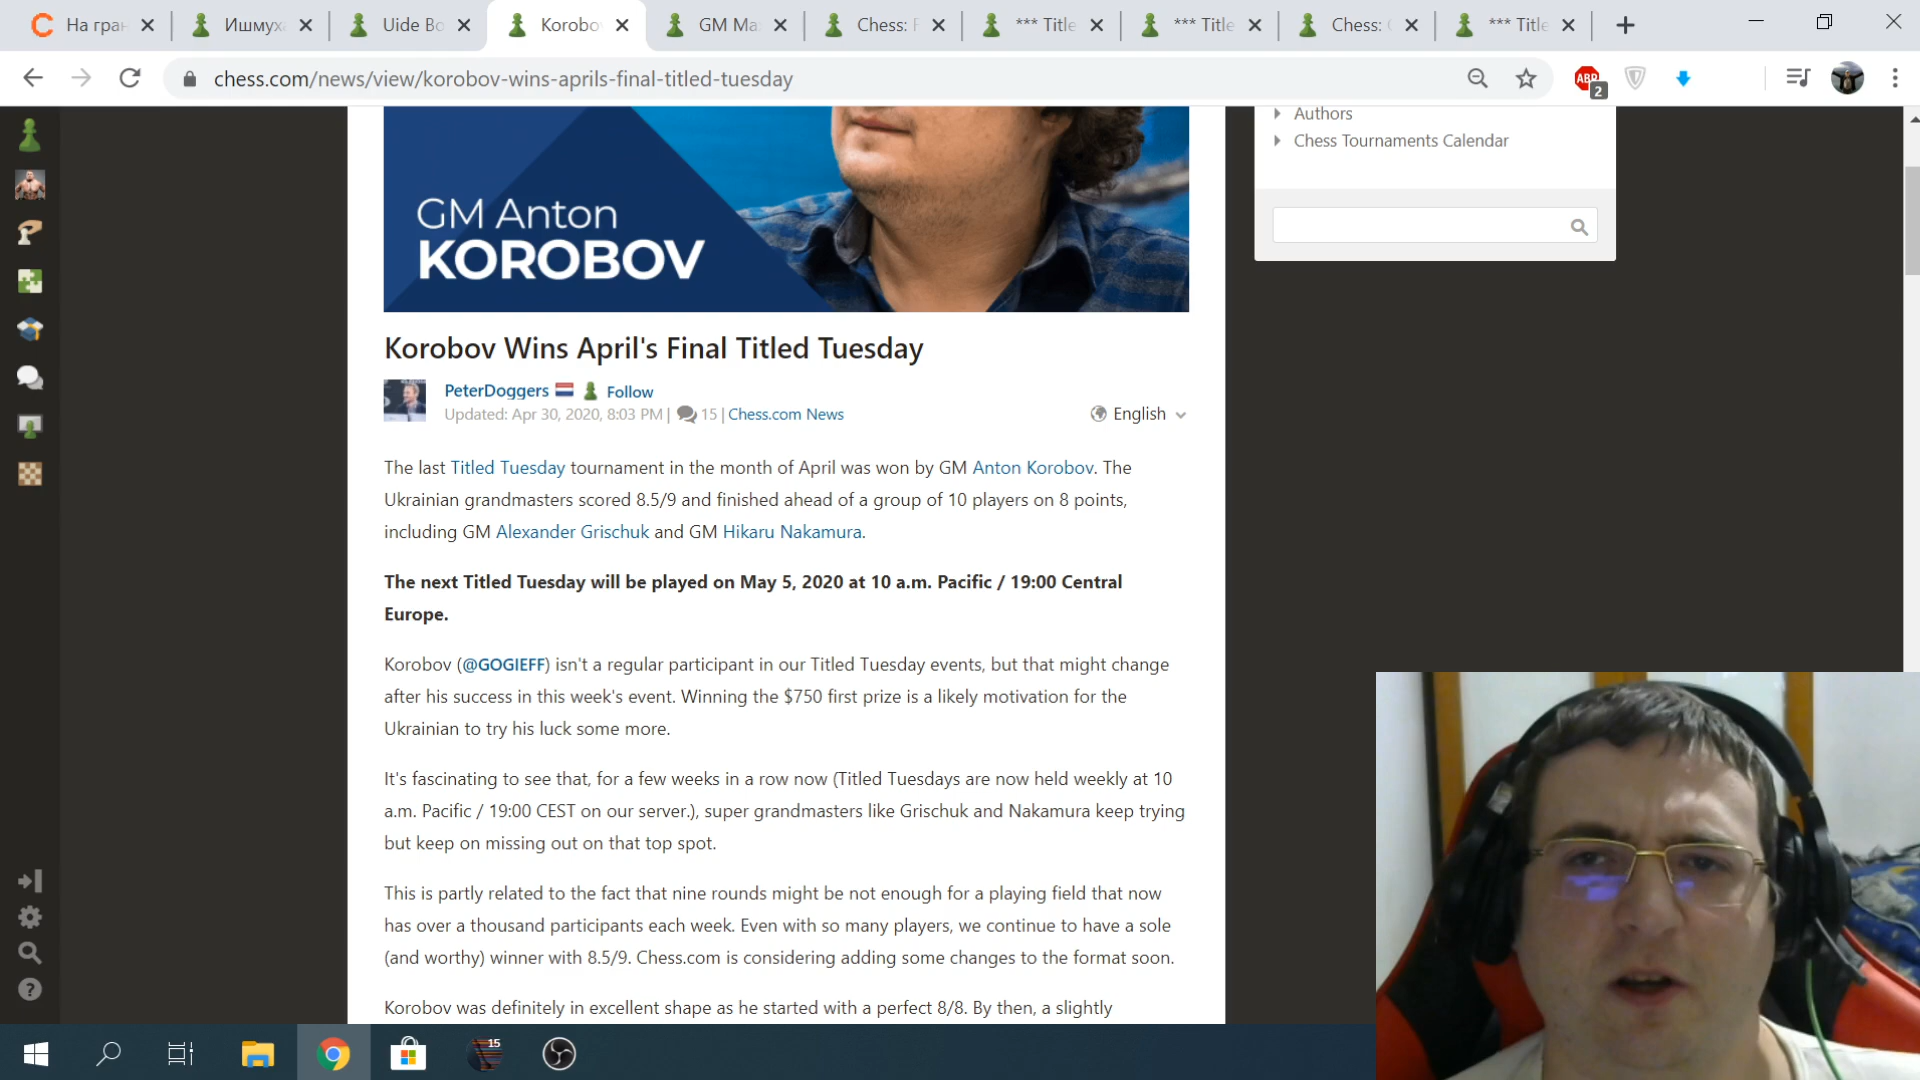 На гран
Ишмух
Uide Bo
Korobo
GM Ma
Chess: F
*** Title
*** Title
Chess:
*** Title
chess.com/news/view/korobov-wins-aprils-final-titled-tuesday
ABP
2
Authors
Chess Tournaments Calendar
GM Anton
KOROBOV
Korobov Wins April's Final Titled Tuesday
PeterDoggers Follow
Updated: Apr 30, 2020, 8:03 PM | 15 | Chess.com News
English
The last Titled Tuesday tournament in the month of April was won by GM Anton Korobov. The
Ukrainian grandmasters scored 8.5/9 and finished ahead of a group of 10 players on 8 points,
including GM Alexander Grischuk and GM Hikaru Nakamura.
The next Titled Tuesday will be played on May 5, 2020 at 10 a.m. Pacific / 19:00 Central
Europe.
Korobov (@GOGIEFF) isn't a regular participant in our Titled Tuesday events, but that might change
after his success in this week's event. Winning the $750 first prize is a likely motivation for the
Ukrainian to try his luck some more.
It's fascinating to see that, for a few weeks in a row now (Titled Tuesdays are now held weekly at 10
a.m. Pacific / 19:00 CEST on our server.), super grandmasters like Grischuk and Nakamura keep trying
but keep on missing out on that top spot.
This is partly related to the fact that nine rounds might be not enough for a playing field that now
has over a thousand participants each week. Even with so many players, we continue to have a sole
(and worthy) winner with 8.5/9. Chess.com is considering adding some changes to the format soon.
Korobov was definitely in excellent shape as he started with a perfect 8/8. By then, a slightly
15